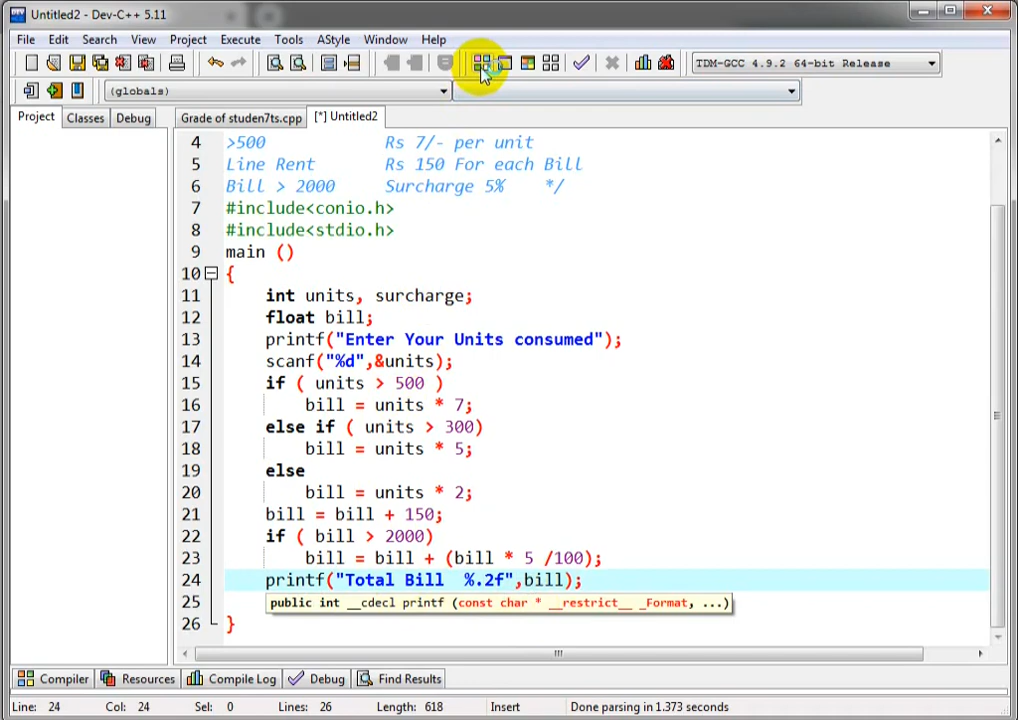 Untitled2 - Dev-C++ 5.11
File Edit Search View Project Execute Tools AStyle Window Help
TDM-GCC 4.9.2 64-bit Release
(globals)
Project Classes Debug Grade of studen7ts.cpp [*] Untitled2
4 >500 Rs 7/- per unit
5 Line Rent Rs 150 For each Bill
6 Bill > 2000 Surcharge 5% */
7 #include<conio.h>
8 #include<stdio.h>
9 main ()
10 {
11 int units, surcharge;
12 float bill;
13 printf("Enter Your Units consumed");
14 scanf("%d",&units);
15 if ( units > 500 )
16 bill = units * 7;
17 else if ( units > 300)
18 bill = units * 5;
19 else
20 bill = units * 2;
21 bill = bill + 150;
22 if ( bill > 2000)
23 bill = bill + (bill * 5 /100);
24 printf("Total Bill  %.2f",bill);
25 public int __cdecl printf (const char * __restrict__ _Format, ...)
26 }
Compiler Resources Compile Log Debug Find Results
Line: 24 Col: 24 Sel: 0 Lines: 26 Length: 618 Insert Done parsing in 1.373 seconds